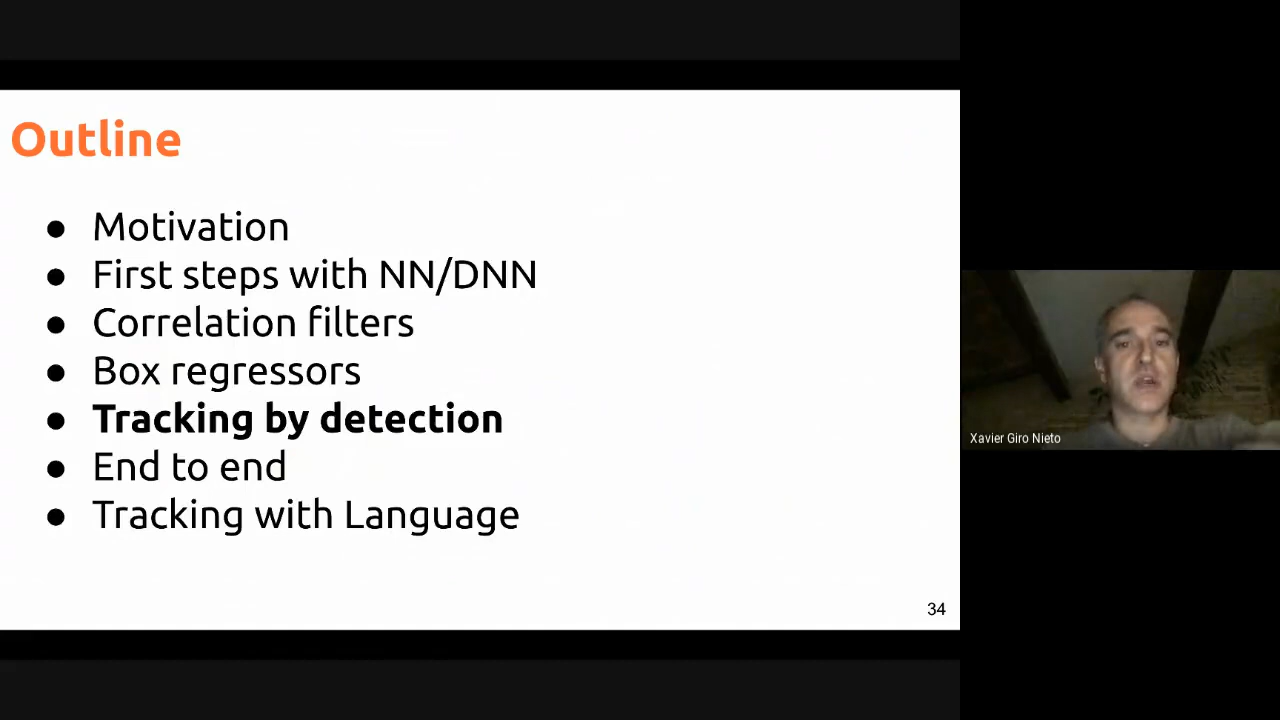 Outline
● Motivation
● First steps with NN/DNN
● Correlation filters
● Box regressors
● Tracking by detection
● End to end
● Tracking with Language
34
Xavier Giro Nieto